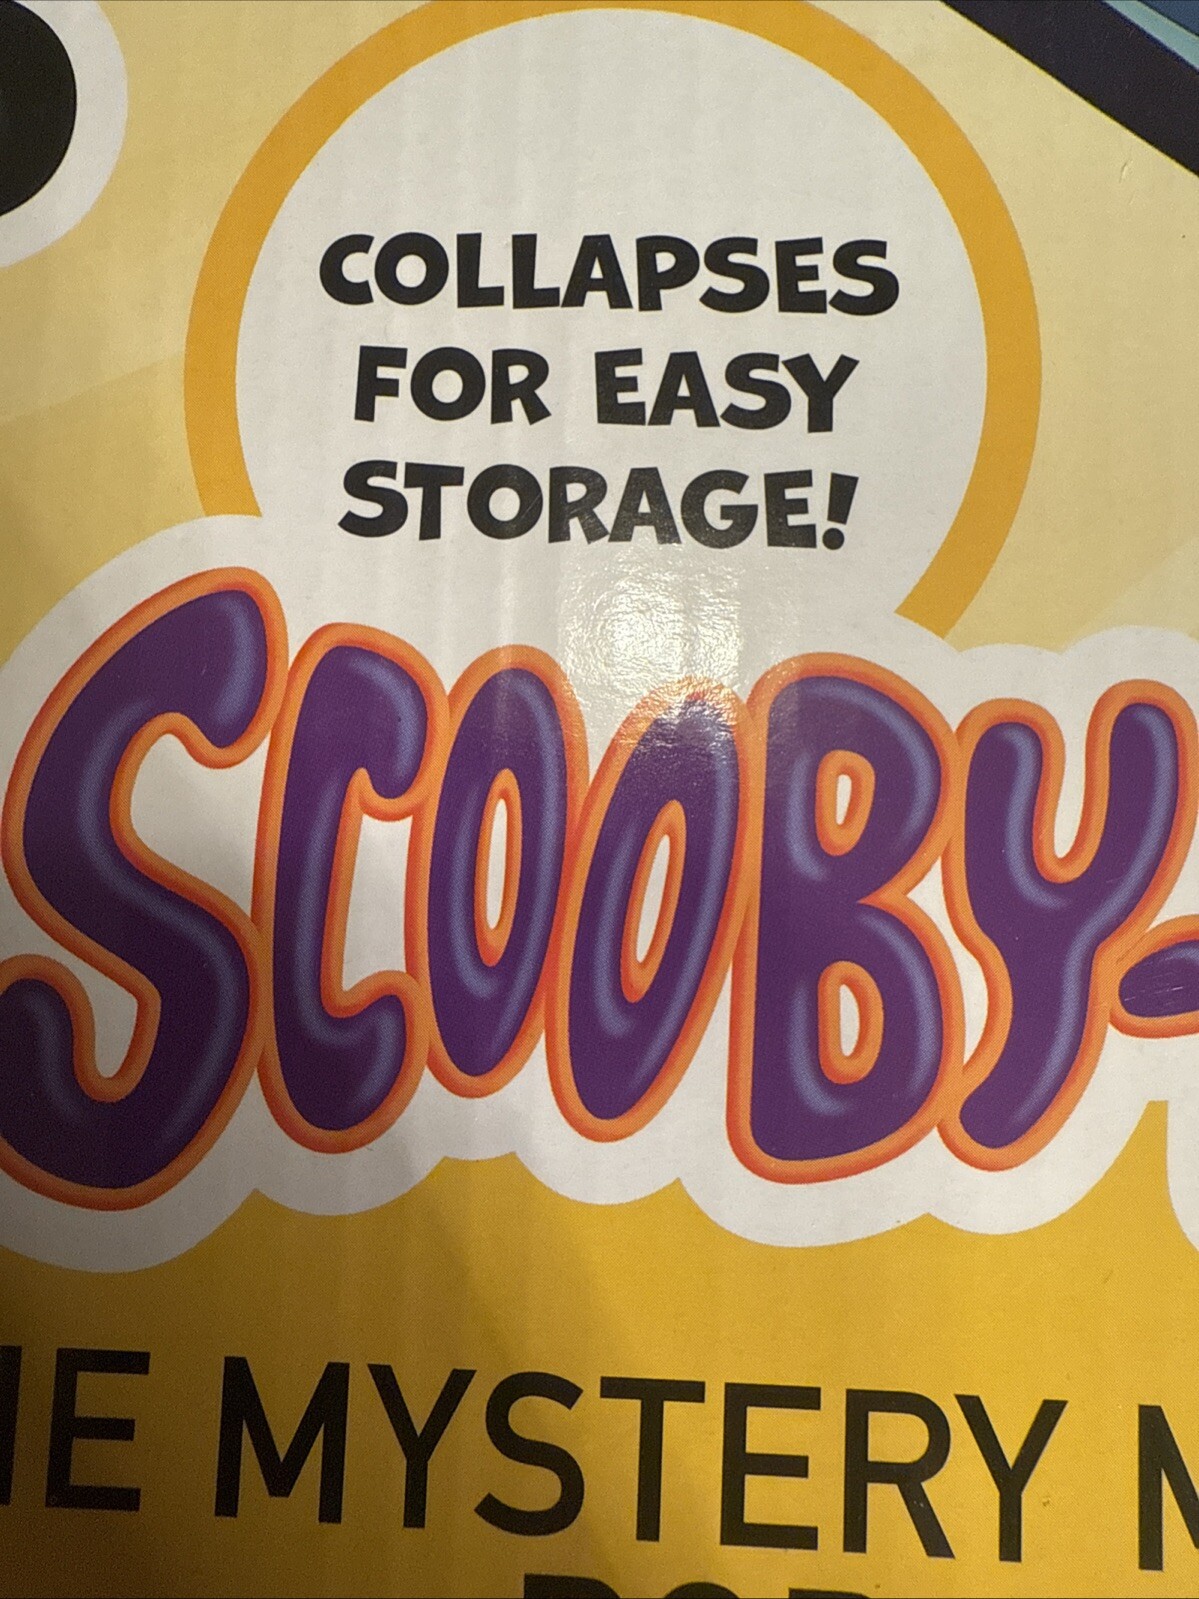 COLLAPSES
FOR EASY
STORAGE!
SCOOBY-
MYSTERY